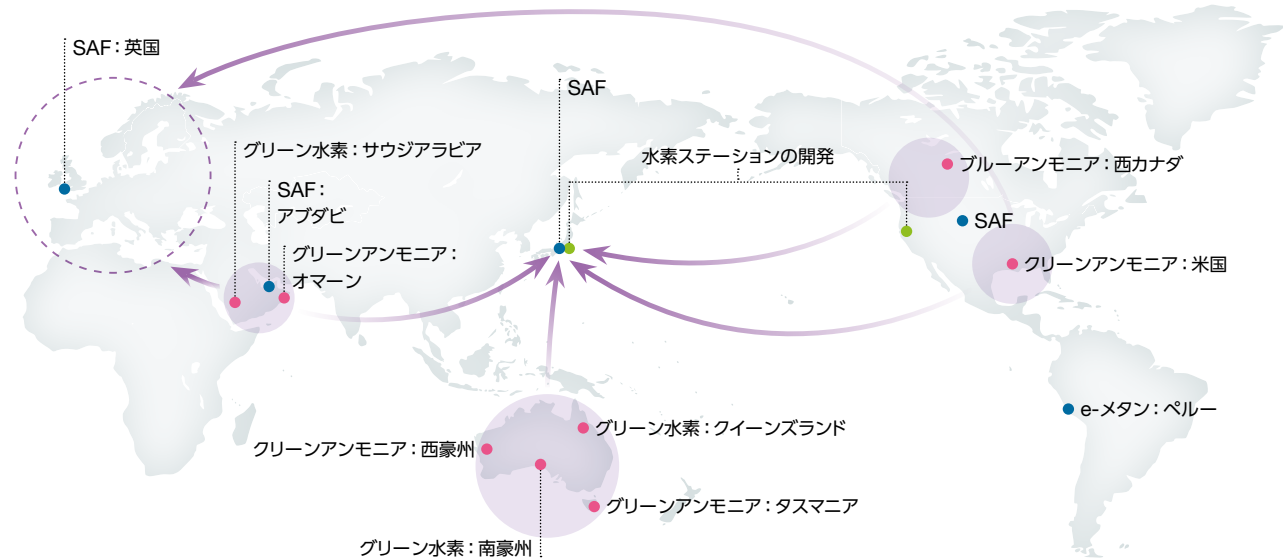 SAF：英国
SAF
グリーン水素：サウジアラビア
水素ステーションの開発
ブルーアンモニア：西カナダ
SAF：
アブダビ
SAF
グリーンアンモニア：
オマーン
クリーンアンモニア：米国
e-メタン：ペルー
グリーン水素：クイーンズランド
クリーンアンモニア：西豪州
グリーンアンモニア：タスマニア
グリーン水素：南豪州